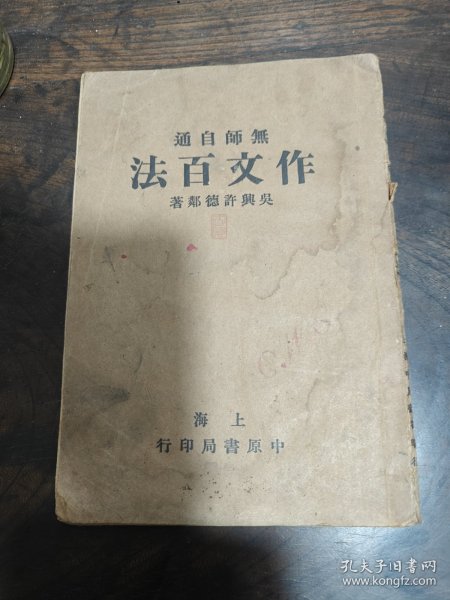 無師自通
作文百法
吳興許德鄰著
上海
中原書局印行
孔夫子旧书网
www.kongfz.com